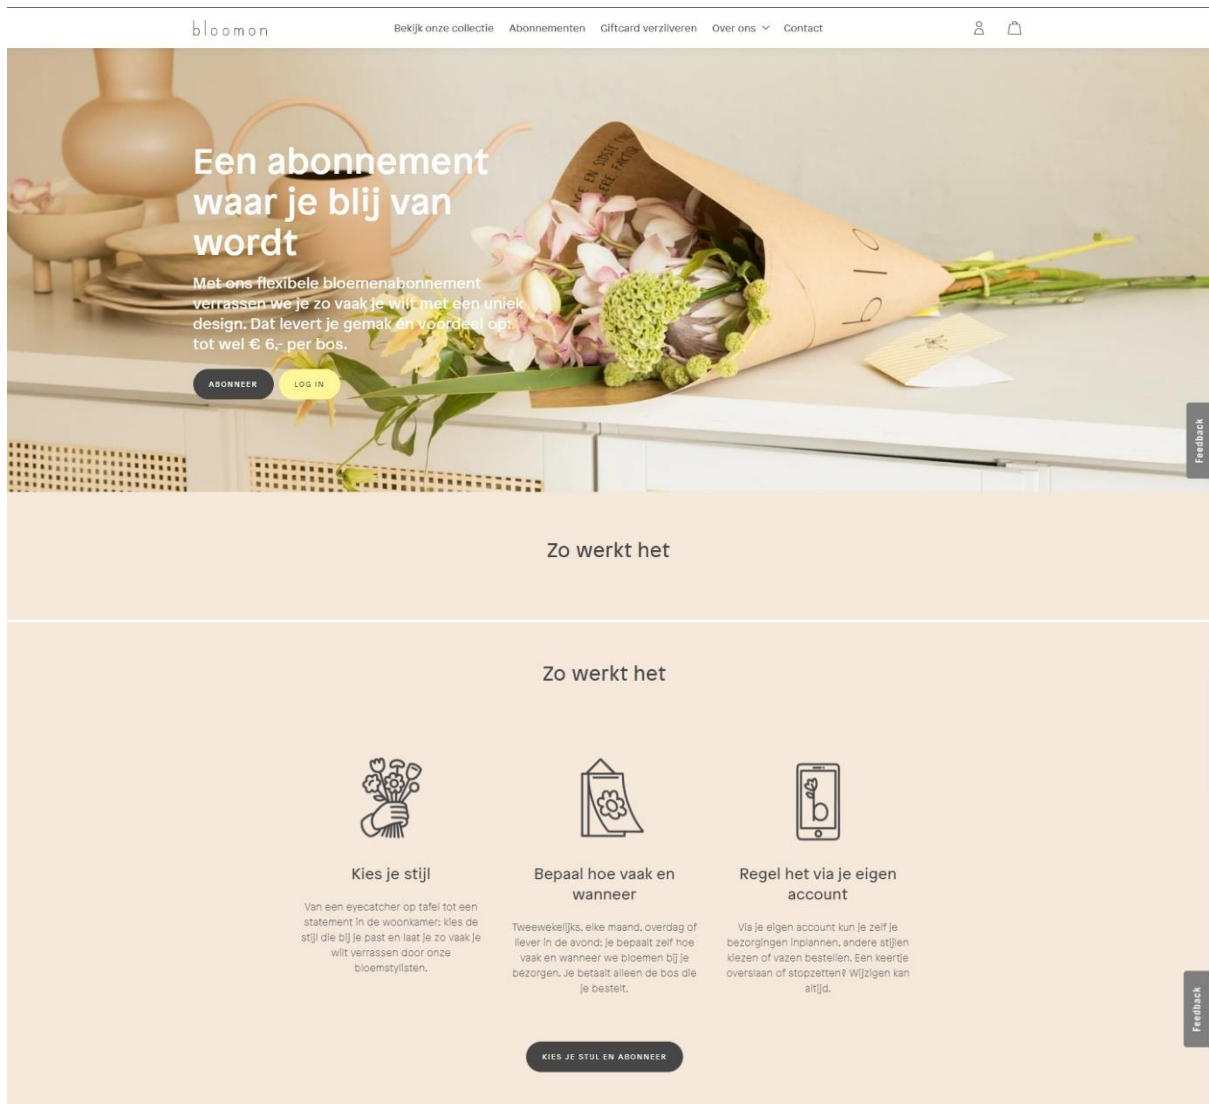 bloomon
Bekijk onze collectie Abonnementen Giftcard verzilveren Over ons Contact
Een abonnement
waar je blij van
wordt
Met ons flexibele bloemenabonnement
verrassen we je zo vaak je wilt met een uniek
design. Dat levert je gemak en voordeel op:
tot wel € 6,- per bos.
ABONNEER LOG IN
blo
Feedback
Zo werkt het
Zo werkt het
Kies je stijl
Van een eyecatcher op tafel tot een
statement in de woonkamer: kies de
stijl die bij je past en laat je zo vaak je
wilt verrassen door onze
bloemstylisten.
Bepaal hoe vaak en
wanneer
Tweewekelijks, elke maand, overdag of
liever in de avond: je bepaalt zelf hoe
vaak en wanneer we bloemen bij je
bezorgen. Je betaalt alleen de bos die
je bestelt.
Regel het via je eigen
account
Via je eigen account kun je zelf je
bezorgingen inplannen, andere stijlen
kiezen of vazen bestellen. Een keertje
overslaan of stopzetten? Wijzigen kan
altijd.
Feedback
KIES JE STIJL EN ABONNEER